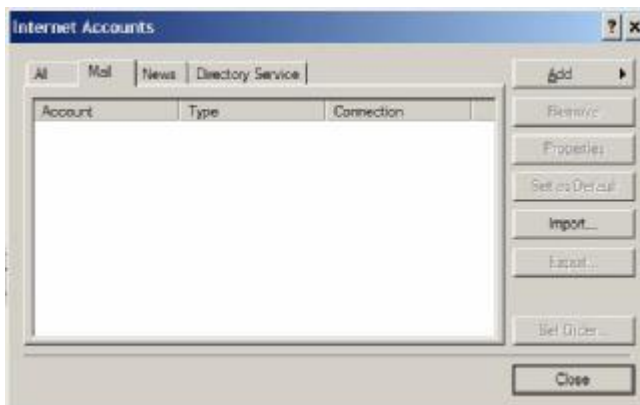 Internet Accounts
All Mail News Directory Service
Add
Remove
Properties
Set as Default
Import...
Export...
Set Order...
Close
Account Type Connection